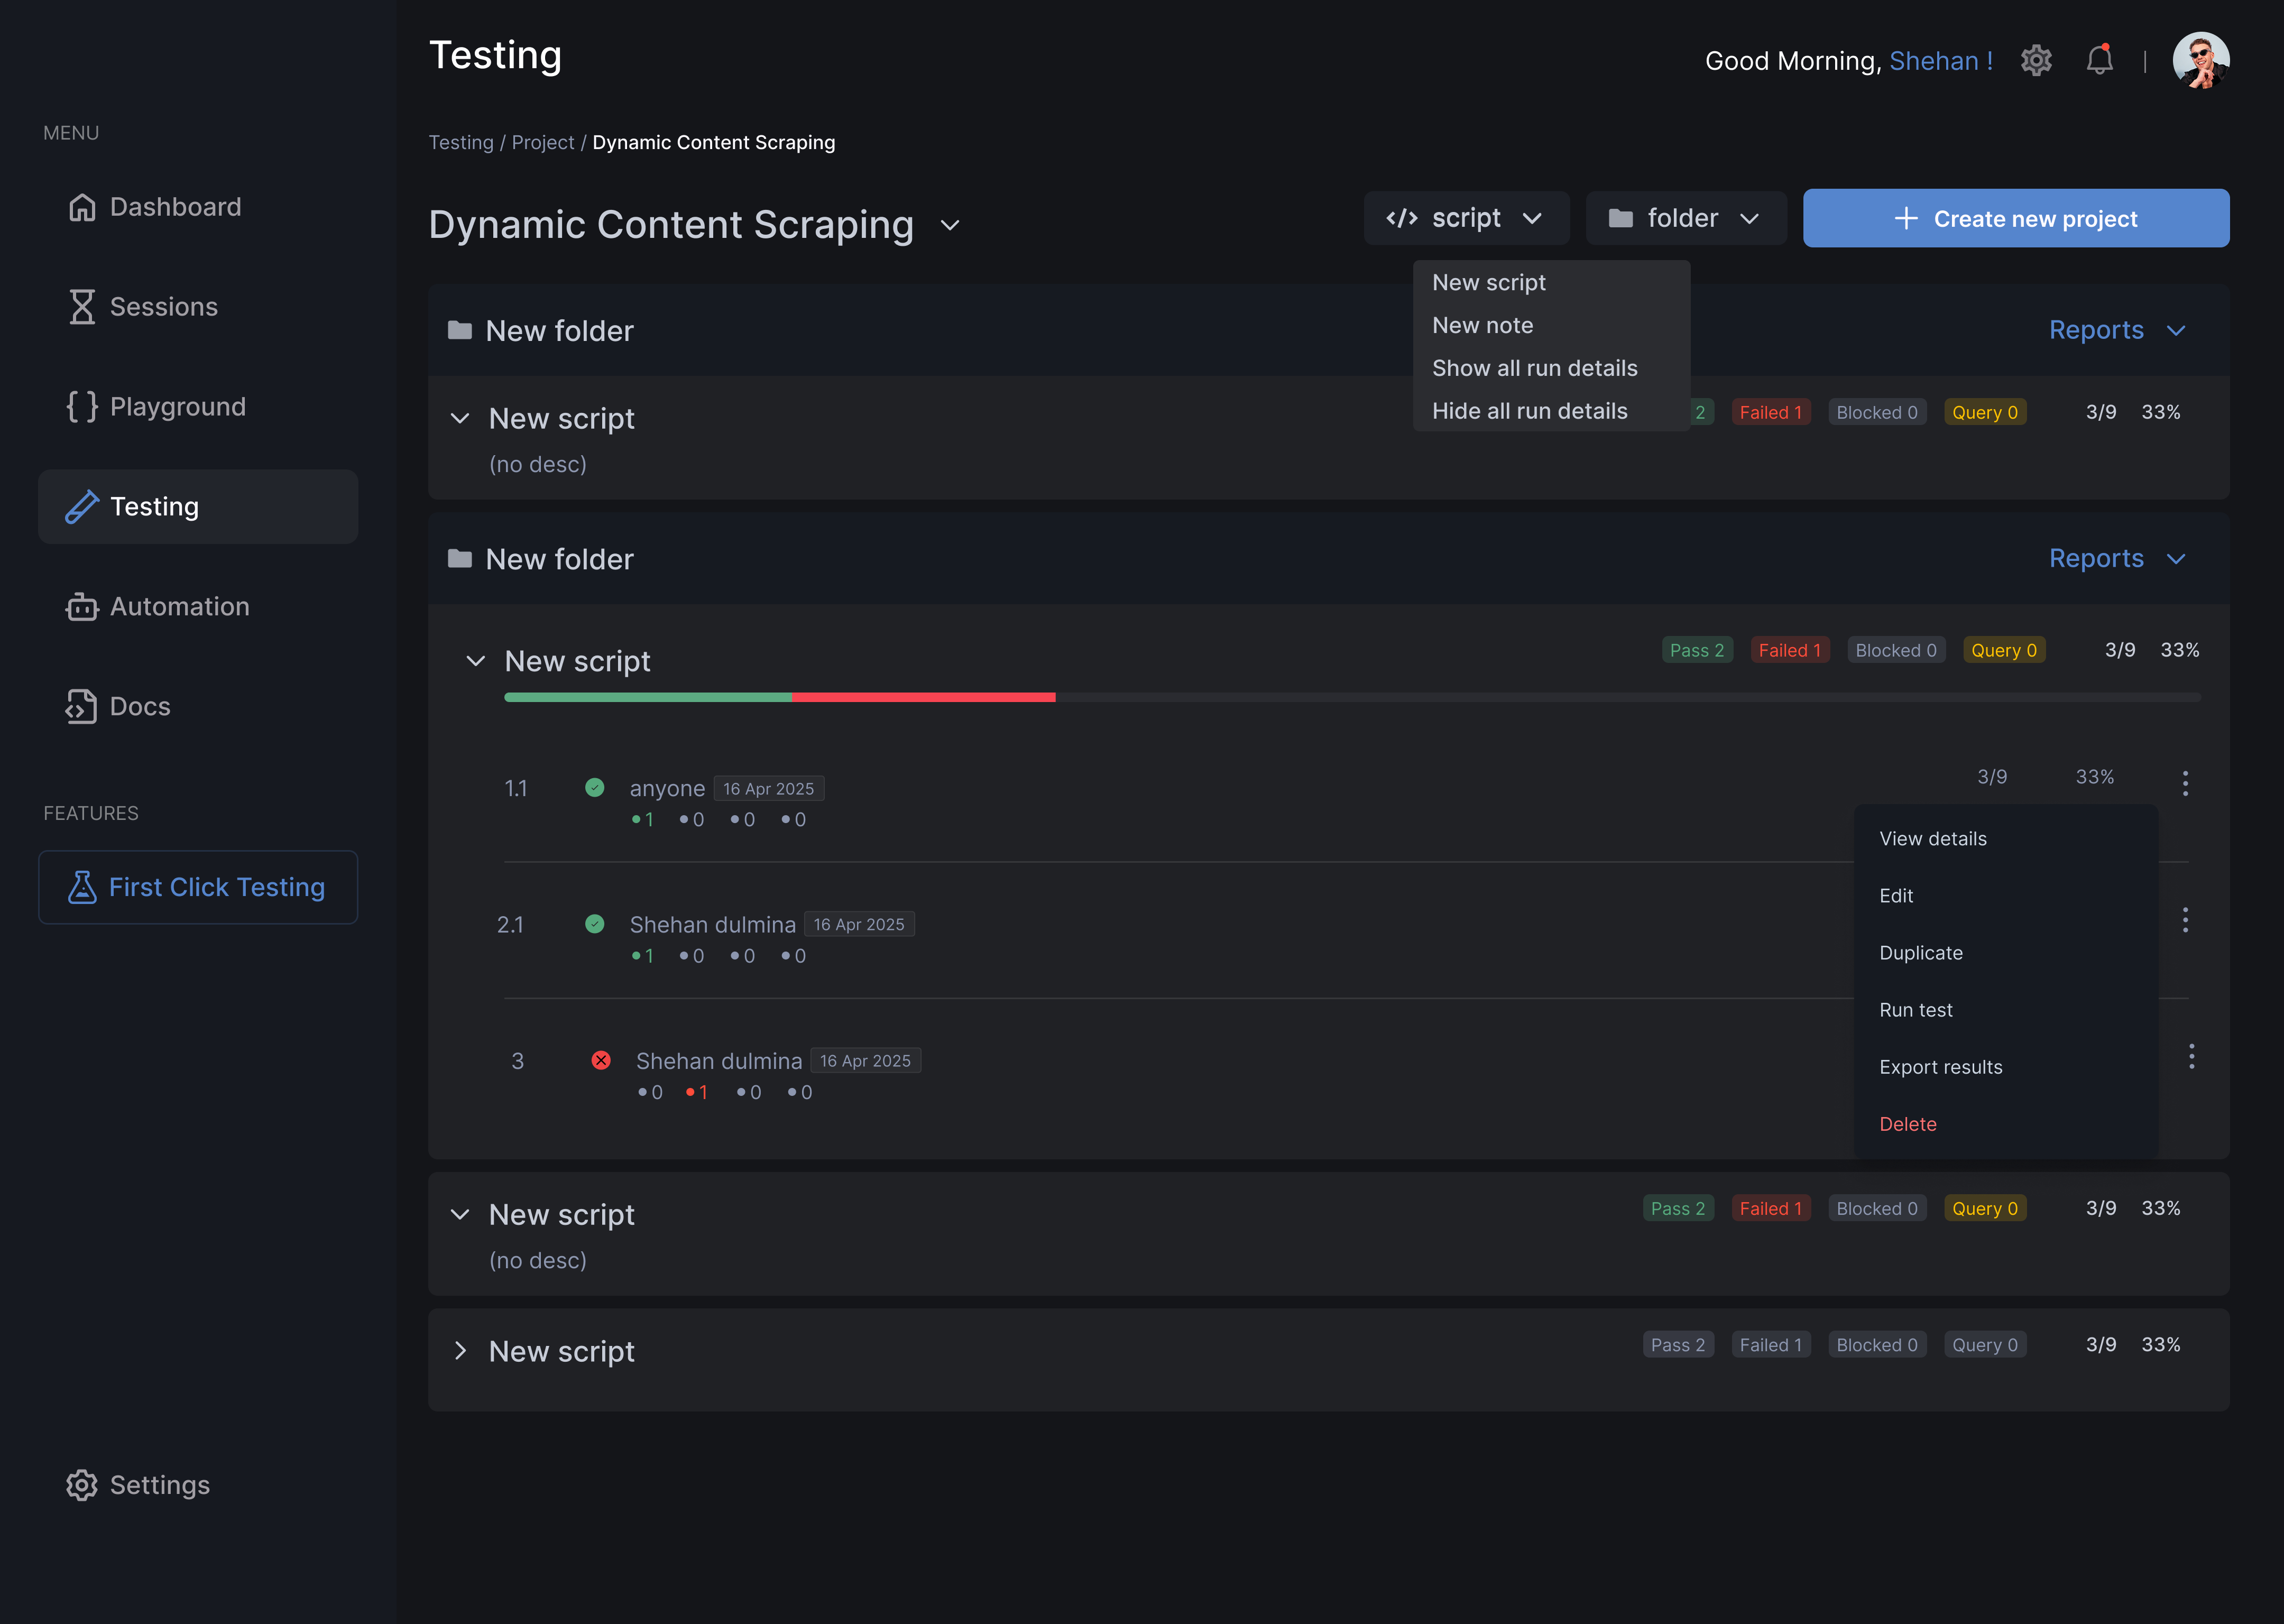 Testing
Good Morning, Shehan !
MENU
Dashboard
Sessions
Playground
Testing
Automation
Docs
FEATURES
First Click Testing
Settings
Testing / Project / Dynamic Content Scraping
Dynamic Content Scraping
</> script
folder
+ Create new project
New script
New note
Show all run details
Hide all run details
New folder
Reports
New script
2 Failed 1 Blocked 0 Query 0 3/9 33%
(no desc)
New folder
Reports
New script
Pass 2 Failed 1 Blocked 0 Query 0 3/9 33%
1.1 anyone 16 Apr 2025 3/9 33%
1 0 0 0
2.1 Shehan dulmina 16 Apr 2025
1 0 0 0
3 Shehan dulmina 16 Apr 2025
0 1 0 0
View details
Edit
Duplicate
Run test
Export results
Delete
New script
Pass 2 Failed 1 Blocked 0 Query 0 3/9 33%
(no desc)
New script
Pass 2 Failed 1 Blocked 0 Query 0 3/9 33%